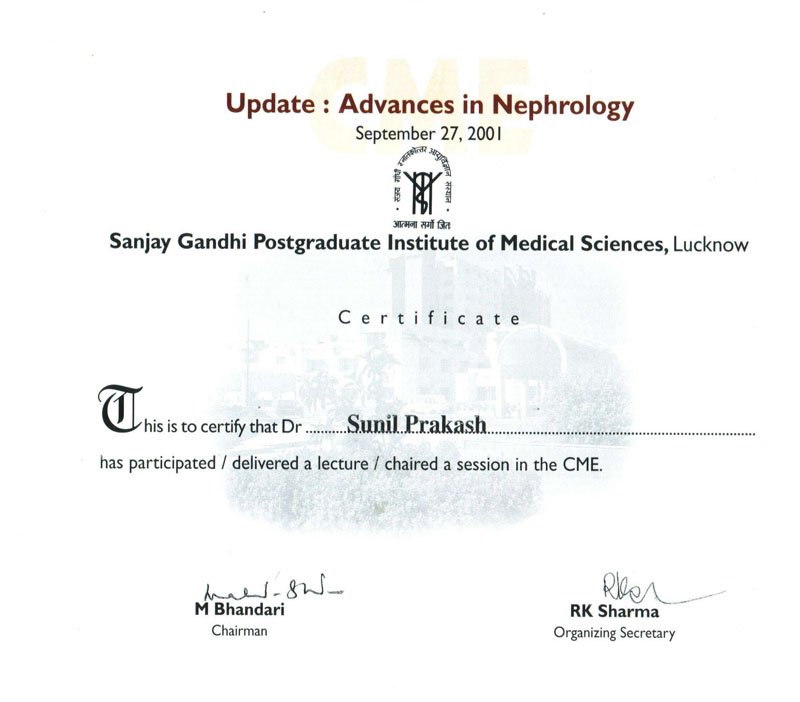 CME
Update : Advances in Nephrology
September 27, 2001
संजय गाँधी स्नातकोत्तर आयुर्विज्ञान संस्थान
आत्मना सर्गो जित
Sanjay Gandhi Postgraduate Institute of Medical Sciences, Lucknow
Certificate
This is to certify that Dr ..........Sunil Prakash..........
has participated / delivered a lecture / chaired a session in the CME.
M Bhandari
Chairman
RK Sharma
Organizing Secretary